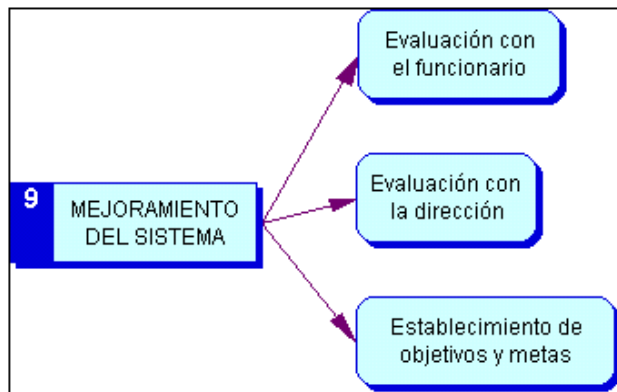 9
MEJORAMIENTO
DEL SISTEMA
Evaluación con
el funcionario
Evaluación con
la dirección
Establecimiento de
objetivos y metas